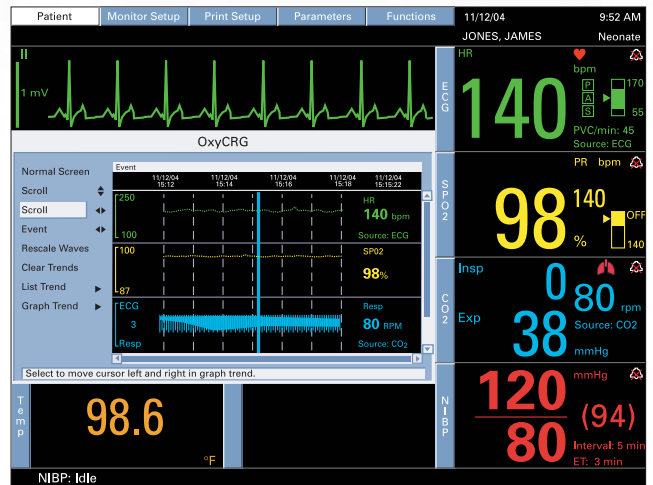 Patient Monitor Setup Print Setup Parameters Functions 11/12/04 9:52 AM
JONES, JAMES Neonate
II
1 mV
ECG
HR
140
bpm
P
A
S
170
55
PVC/min: 45
Source: ECG
OxyCRG
Normal Screen
Scroll
Scroll
Event
Rescale Waves
Clear Trends
List Trend
Graph Trend
Event
11/12/04 11/12/04 11/12/04 11/12/04 11/12/04
15:12 15:14 15:16 15:18 15:15:22
250
100
HR
140 bpm
Source: ECG
100
87
SP02
98%
ECG
3
Resp
Resp
80 RPM
Source: CO2
Select to move cursor left and right in graph trend.
SPO2
PR bpm
98
%
140
OFF
140
CO2
Insp 0
Exp 38
mmHg
80 rpm
Source: CO2
Temp
98.6
°F
NIBP
mmHg
120
80
(94)
Interval: 5 min
ET: 3 min
NIBP: Idle